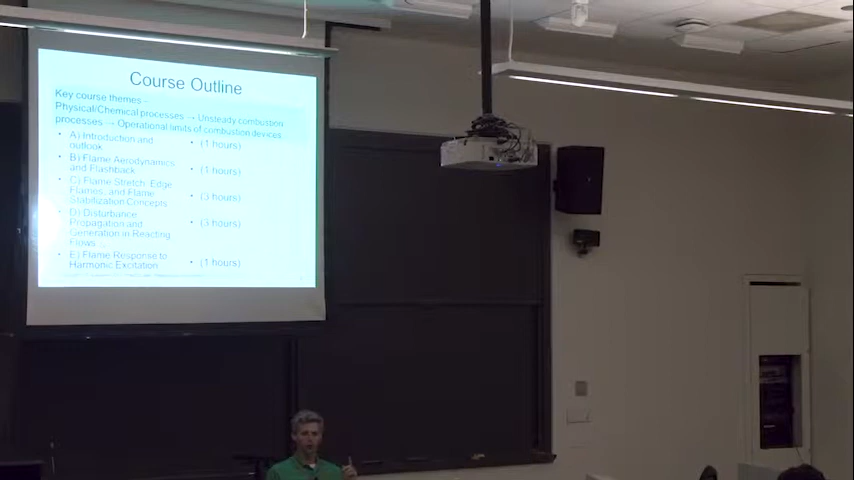 Course Outline
Key course themes –
Physical/Chemical processes → Unsteady combustion
processes → Operational limits of combustion devices
• A) Introduction and
outlook
• (1 hours)
• B) Flame Aerodynamics
and Flashback
• (1 hours)
• C) Flame Stretch, Edge
Flames, and Flame
Stabilization Concepts
• (3 hours)
• D) Disturbance
Propagation and
Generation in Reacting
Flows
• (3 hours)
• E) Flame Response to
Harmonic Excitation
• (1 hours)